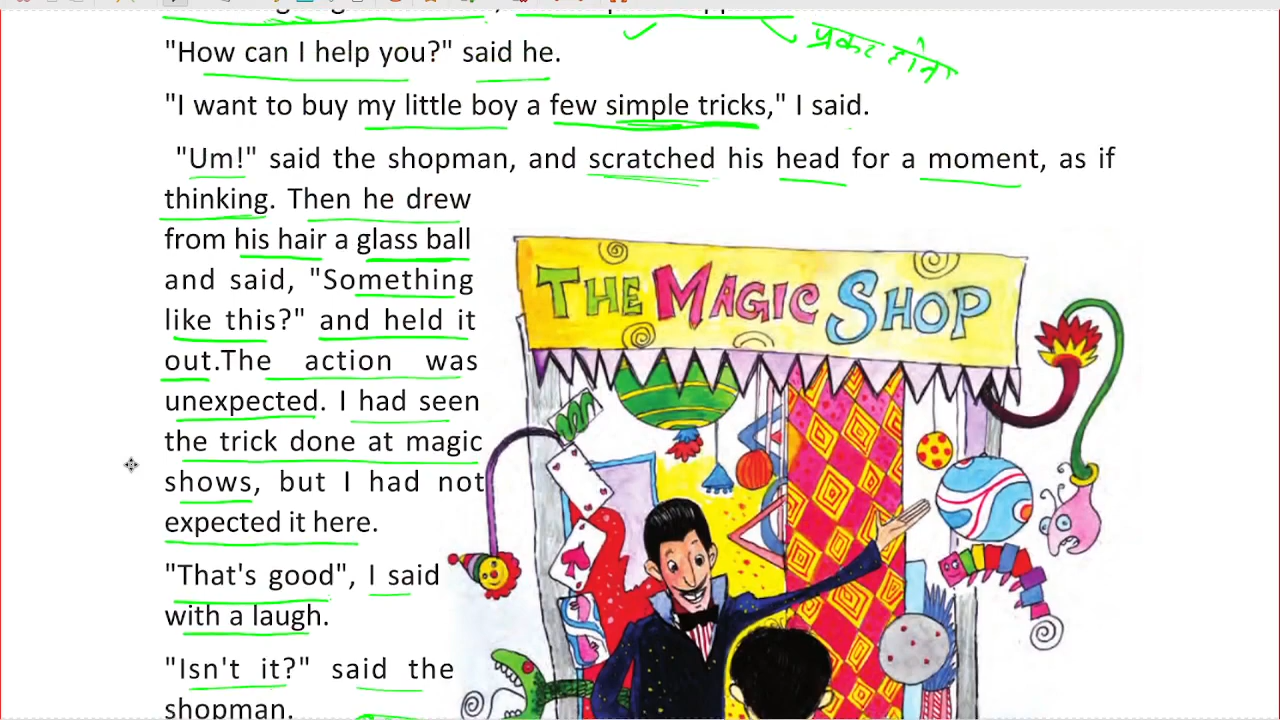 प्रकट होना
"How can I help you?" said he.
"I want to buy my little boy a few simple tricks," I said.
"Um!" said the shopman, and scratched his head for a moment, as if
thinking. Then he drew
from his hair a glass ball
and said, "Something
like this?" and held it
out.The action was
unexpected. I had seen
the trick done at magic
shows, but I had not
expected it here.
"That's good", I said
with a laugh.
"Isn't it?" said the
shopman.
THE MAGIC SHOP